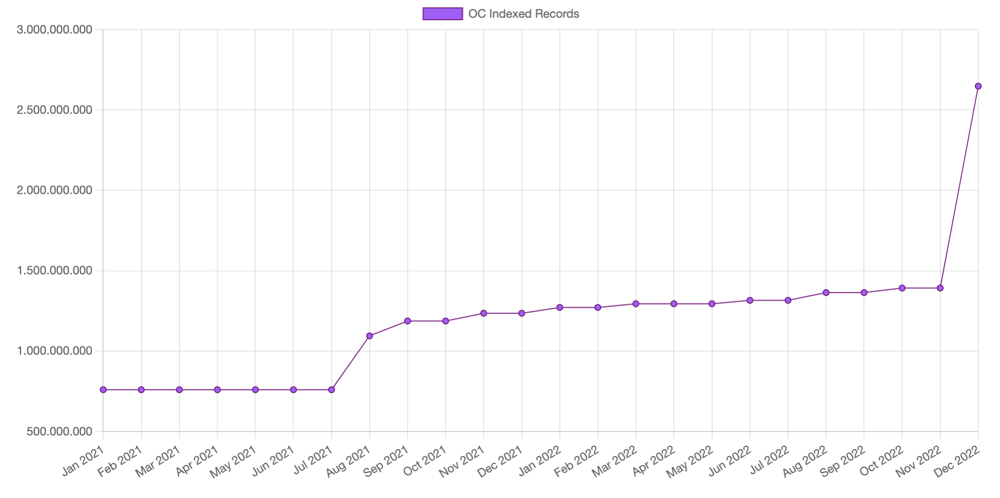 OC Indexed Records
3.000.000.000
2.500.000.000
2.000.000.000
1.500.000.000
1.000.000.000
500.000.000
Jan 2021
Feb 2021
Mar 2021
Apr 2021
May 2021
Jun 2021
Jul 2021
Aug 2021
Sep 2021
Oct 2021
Nov 2021
Dec 2021
Jan 2022
Feb 2022
Mar 2022
Apr 2022
May 2022
Jun 2022
Jul 2022
Aug 2022
Sep 2022
Oct 2022
Nov 2022
Dec 2022